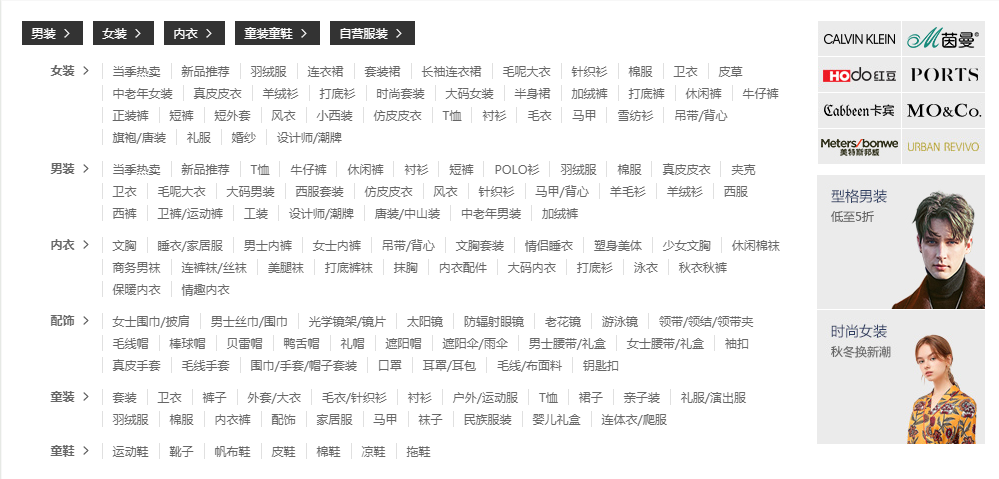 男装 女装 内衣 童装童鞋 自营服装
女装 当季热卖 新品推荐 羽绒服 连衣裙 套装裙 长袖连衣裙 毛呢大衣 针织衫 棉服 卫衣 皮草
中老年女装 真皮皮衣 羊绒衫 打底衫 时尚套装 大码女装 半身裙 加绒裤 打底裤 休闲裤 牛仔裤
正装裤 短裤 短外套 风衣 小西装 仿皮皮衣 T恤 衬衫 毛衣 马甲 雪纺衫 吊带/背心
旗袍/唐装 礼服 婚纱 设计师/潮牌
男装 当季热卖 新品推荐 T恤 牛仔裤 休闲裤 衬衫 短裤 POLO衫 羽绒服 棉服 真皮皮衣 夹克
卫衣 毛呢大衣 大码男装 西服套装 仿皮皮衣 风衣 针织衫 马甲/背心 羊毛衫 羊绒衫 西服
西裤 卫裤/运动裤 工装 设计师/潮牌 唐装/中山装 中老年男装 加绒裤
内衣 文胸 睡衣/家居服 男士内裤 女士内裤 吊带/背心 文胸套装 情侣睡衣 塑身美体 少女文胸 休闲棉袜
商务男袜 连裤袜/丝袜 美腿袜 打底裤袜 抹胸 内衣配件 大码内衣 打底衫 泳衣 秋衣秋裤
保暖内衣 情趣内衣
配饰 女士围巾/披肩 男士丝巾/围巾 光学镜架/镜片 太阳镜 防辐射眼镜 老花镜 游泳镜 领带/领结/领带夹
毛线帽 棒球帽 贝雷帽 鸭舌帽 礼帽 遮阳帽 遮阳伞/雨伞 男士腰带/礼盒 女士腰带/礼盒 袖扣
真皮手套 毛线手套 围巾/手套/帽子套装 口罩 耳罩/耳包 毛线/布面料 钥匙扣
童装 套装 卫衣 裤子 外套/大衣 毛衣/针织衫 衬衫 户外/运动服 T恤 裙子 亲子装 礼服/演出服
羽绒服 棉服 内衣裤 配饰 家居服 马甲 袜子 民族服装 婴儿礼盒 连体衣/爬服
童鞋 运动鞋 靴子 帆布鞋 皮鞋 棉鞋 凉鞋 拖鞋
CALVIN KLEIN M茵曼®
HOdo 红豆 PORTS
Cabbeen卡宾 MO&Co.
Meters/bonwe 美特斯邦威 URBAN REVIVO
型格男装
低至5折
时尚女装
秋冬换新潮